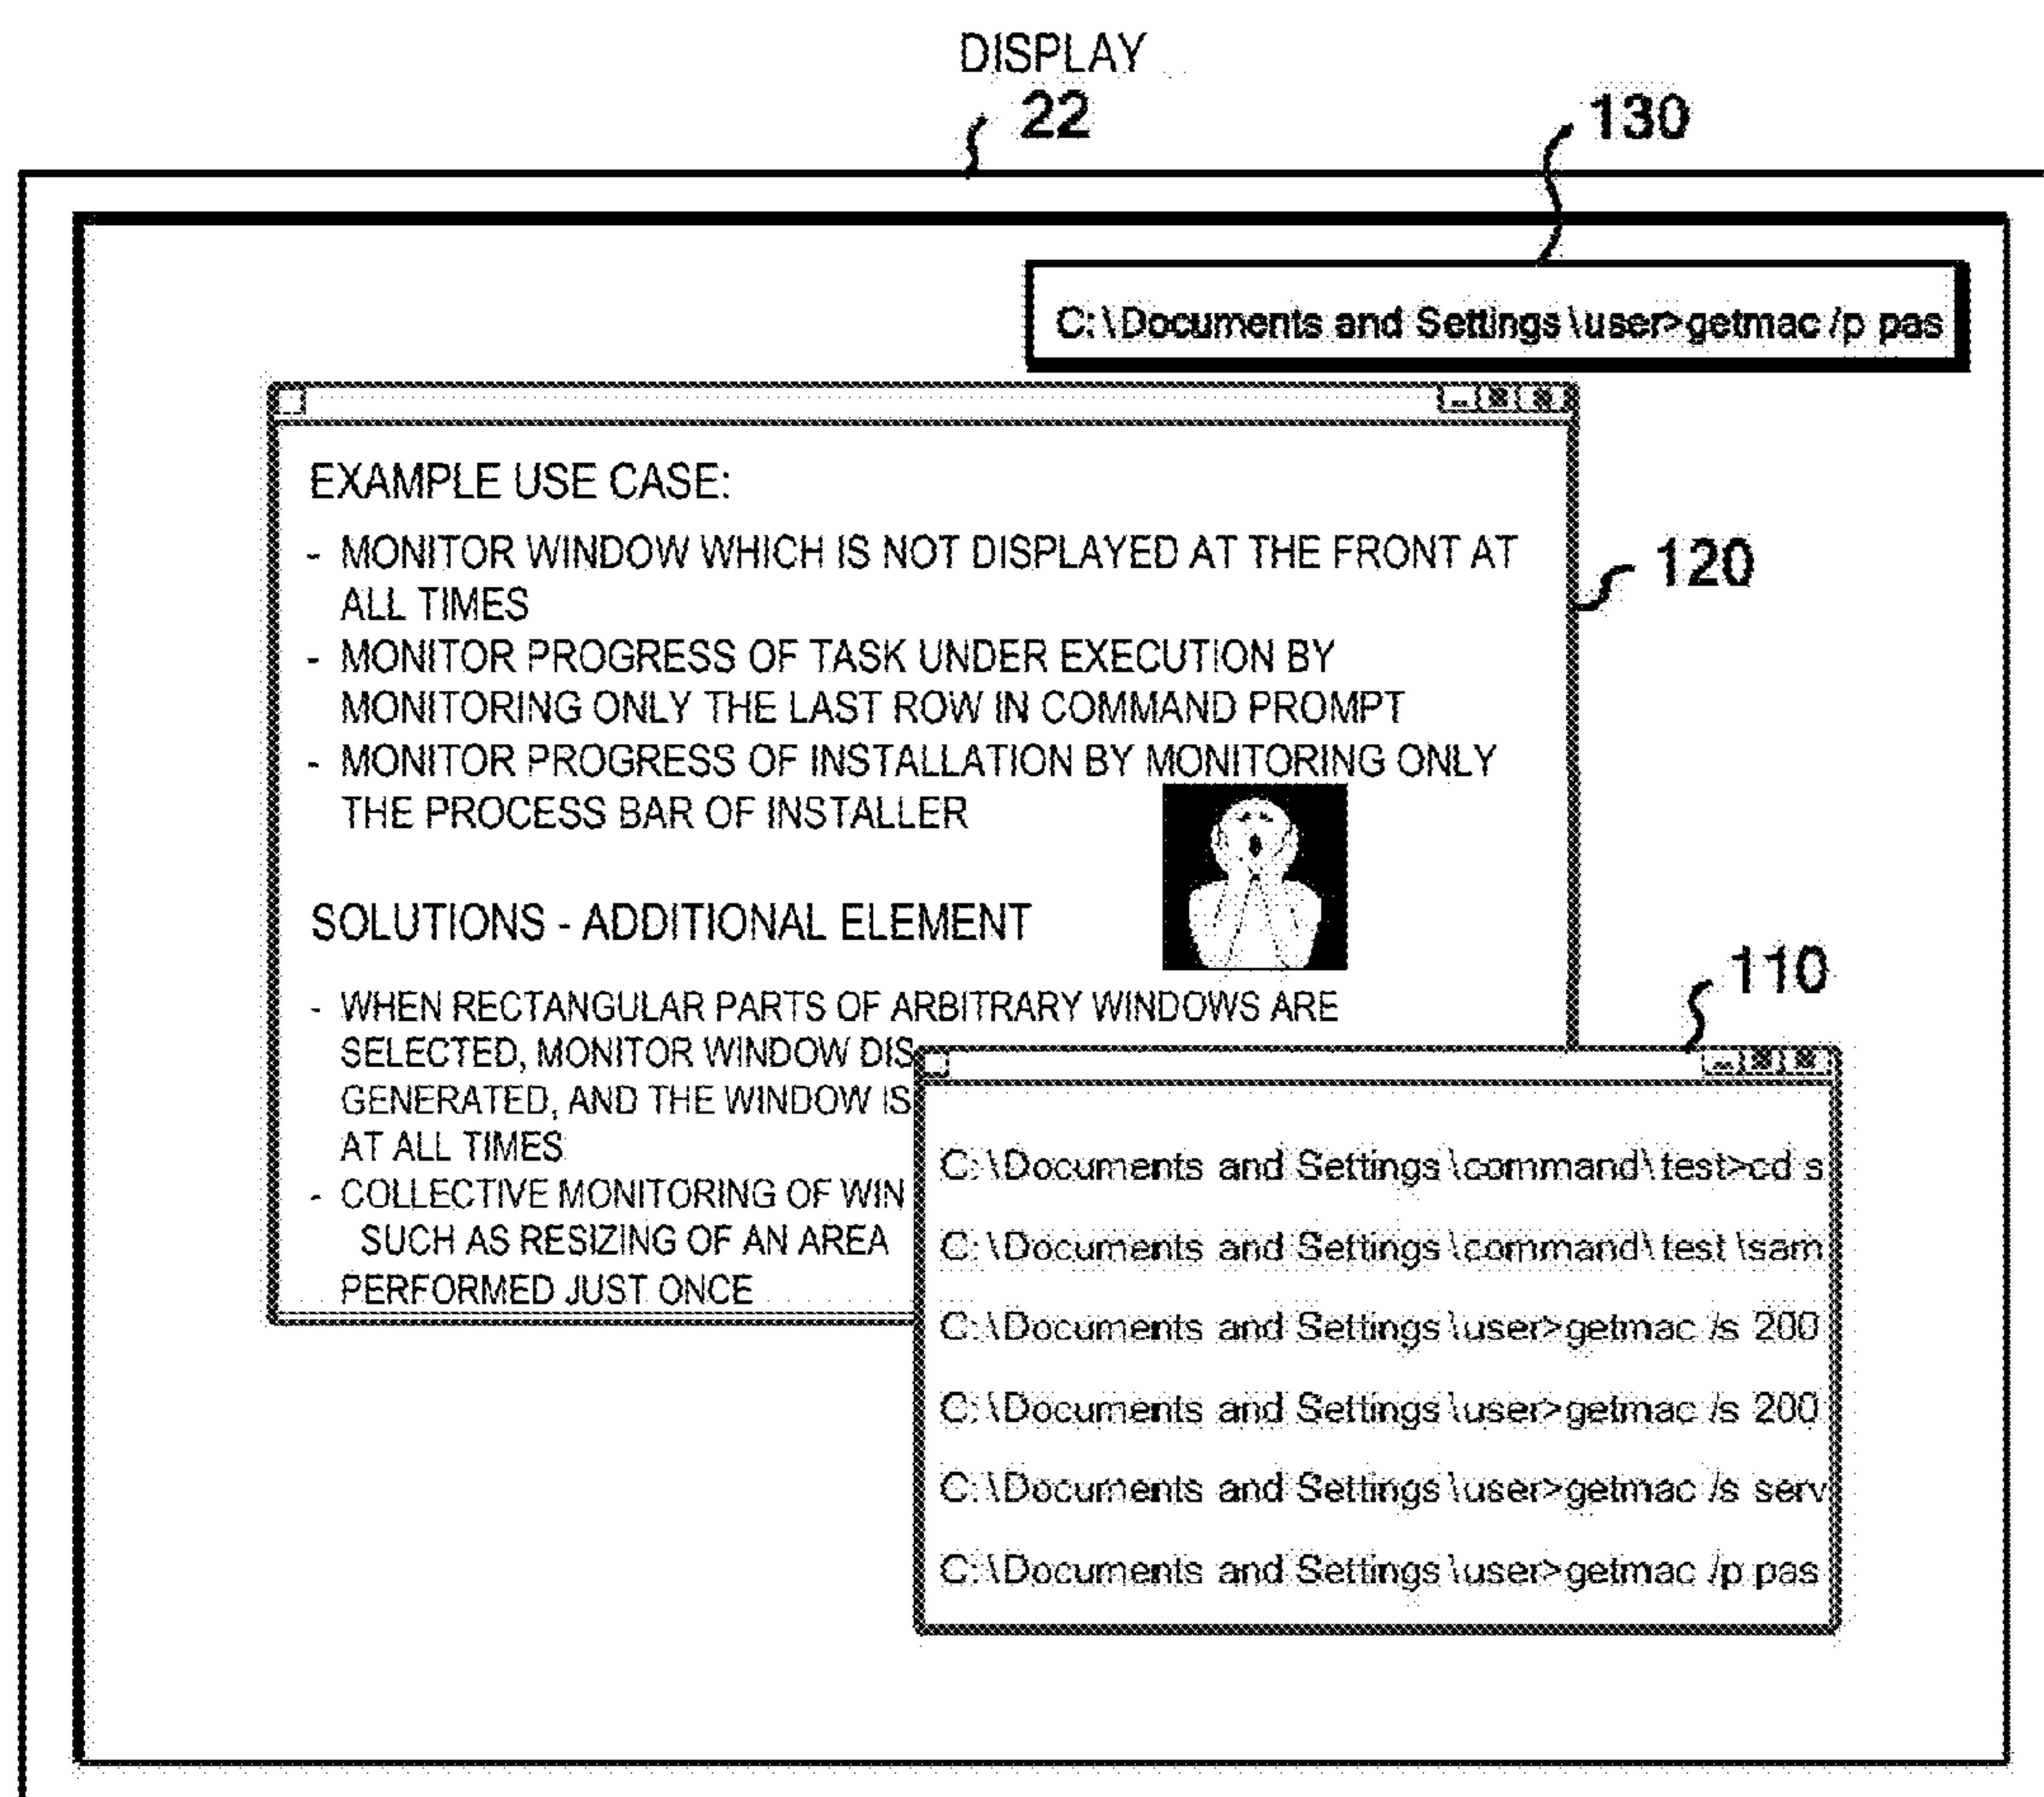 DISPLAY
22
130
C:\Documents and Settings\user>getmac /p pas
EXAMPLE USE CASE:
- MONITOR WINDOW WHICH IS NOT DISPLAYED AT THE FRONT AT
ALL TIMES
120
- MONITOR PROGRESS OF TASK UNDER EXECUTION BY
MONITORING ONLY THE LAST ROW IN COMMAND PROMPT
- MONITOR PROGRESS OF INSTALLATION BY MONITORING ONLY
THE PROCESS BAR OF INSTALLER
SOLUTIONS - ADDITIONAL ELEMENT
110
- WHEN RECTANGULAR PARTS OF ARBITRARY WINDOWS ARE
SELECTED, MONITOR WINDOW DIS
GENERATED, AND THE WINDOW IS
AT ALL TIMES
- COLLECTIVE MONITORING OF WIN
SUCH AS RESIZING OF AN AREA
PERFORMED JUST ONCE
C:\Documents and Settings\command\test>cd s
C:\Documents and Settings\command\test\sam
C:\Documents and Settings\user>getmac /s 200
C:\Documents and Settings\user>getmac /s 200
C:\Documents and Settings\user>getmac /s serv
C:\Documents and Settings\user>getmac /p pas